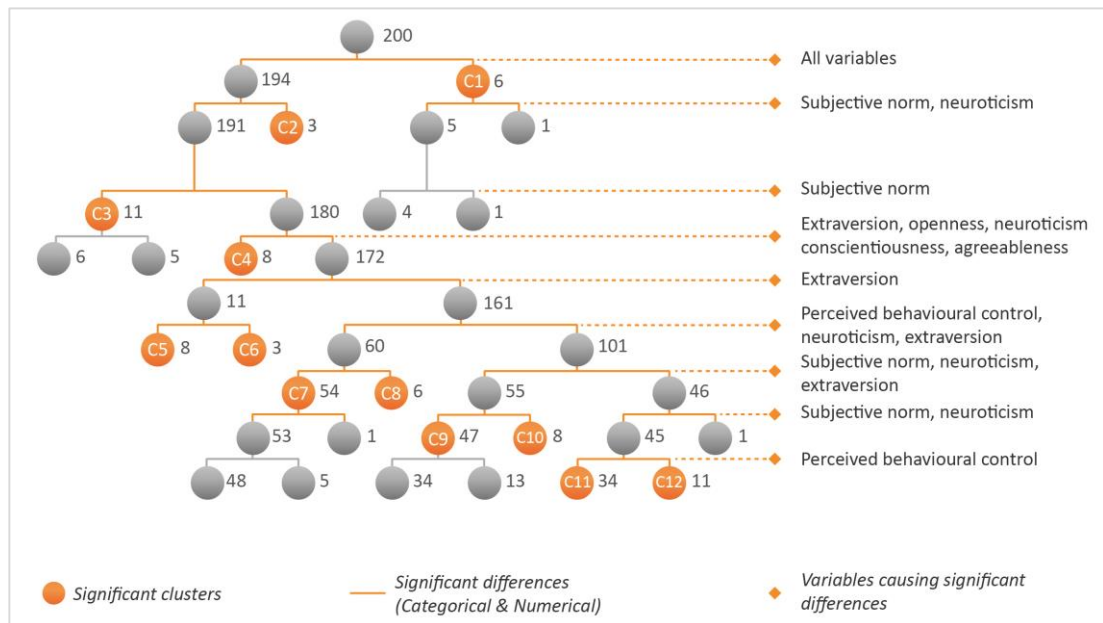 200
All variables
194
C1 6
Subjective norm, neuroticism
191
C2 3
5
1
Subjective norm
C3 11
180
4
1
Extraversion, openness, neuroticism
conscientiousness, agreeableness
6
5
C4 8
172
Extraversion
11
161
Perceived behavioural control,
neuroticism, extraversion
C5 8
C6 3
60
101
Subjective norm, neuroticism,
extraversion
C7 54
C8 6
55
46
Subjective norm, neuroticism
53
1
C9 47
C10 8
45
1
Perceived behavioural control
48
5
34
13
C11 34
C12 11
Significant clusters
Significant differences
(Categorical & Numerical)
Variables causing significant
differences